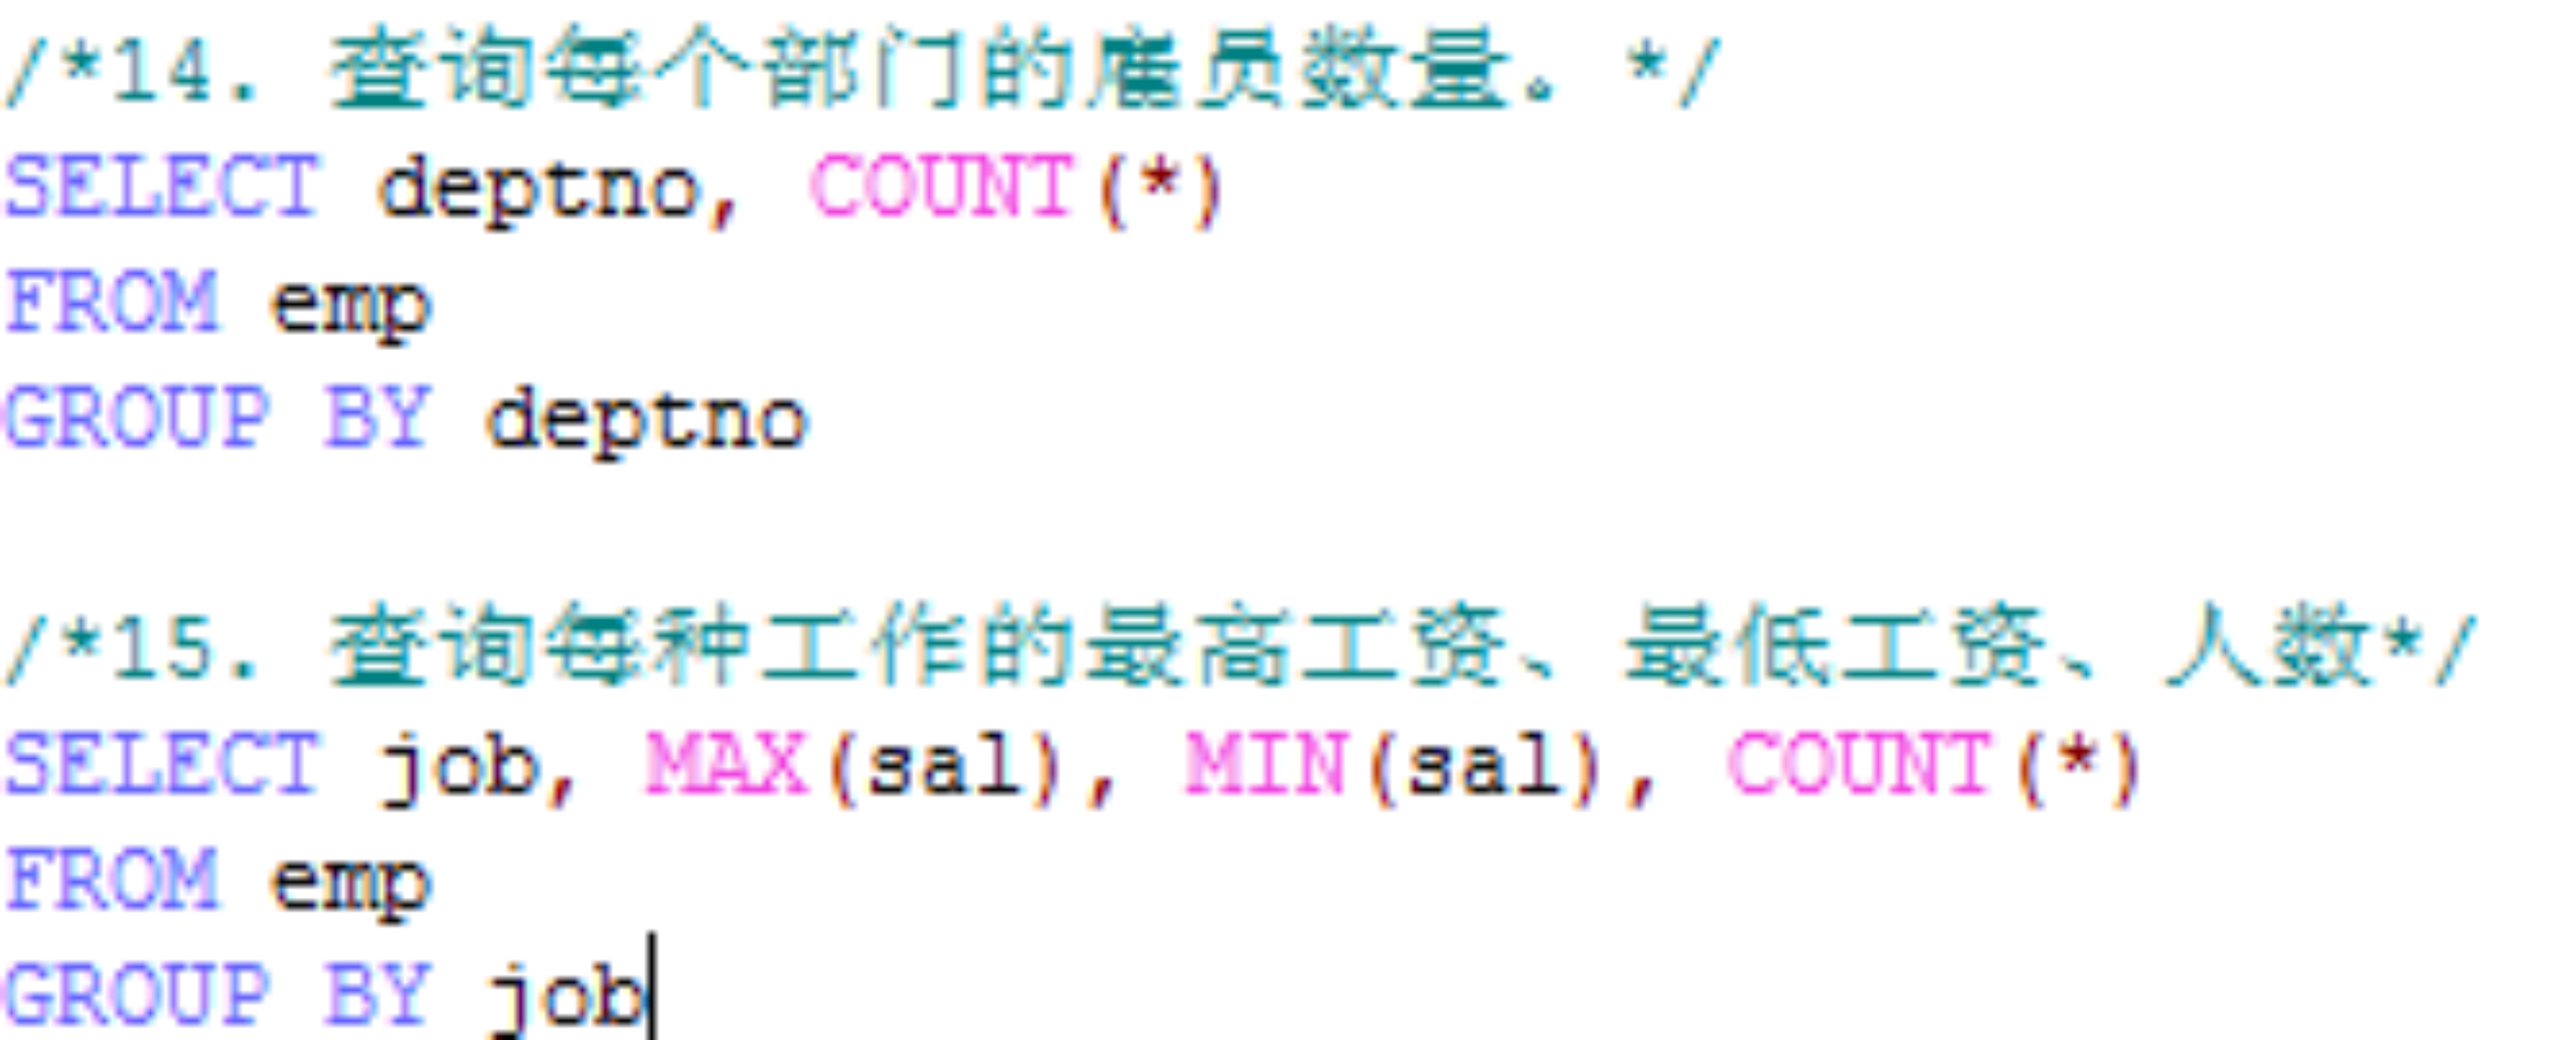 /*14. 查询每个部门的雇员数量。*/
SELECT deptno, COUNT(*)
FROM emp
GROUP BY deptno
/*15. 查询每种工作的最高工资、最低工资、人数*/
SELECT job, MAX(sal), MIN(sal), COUNT(*)
FROM emp
GROUP BY job